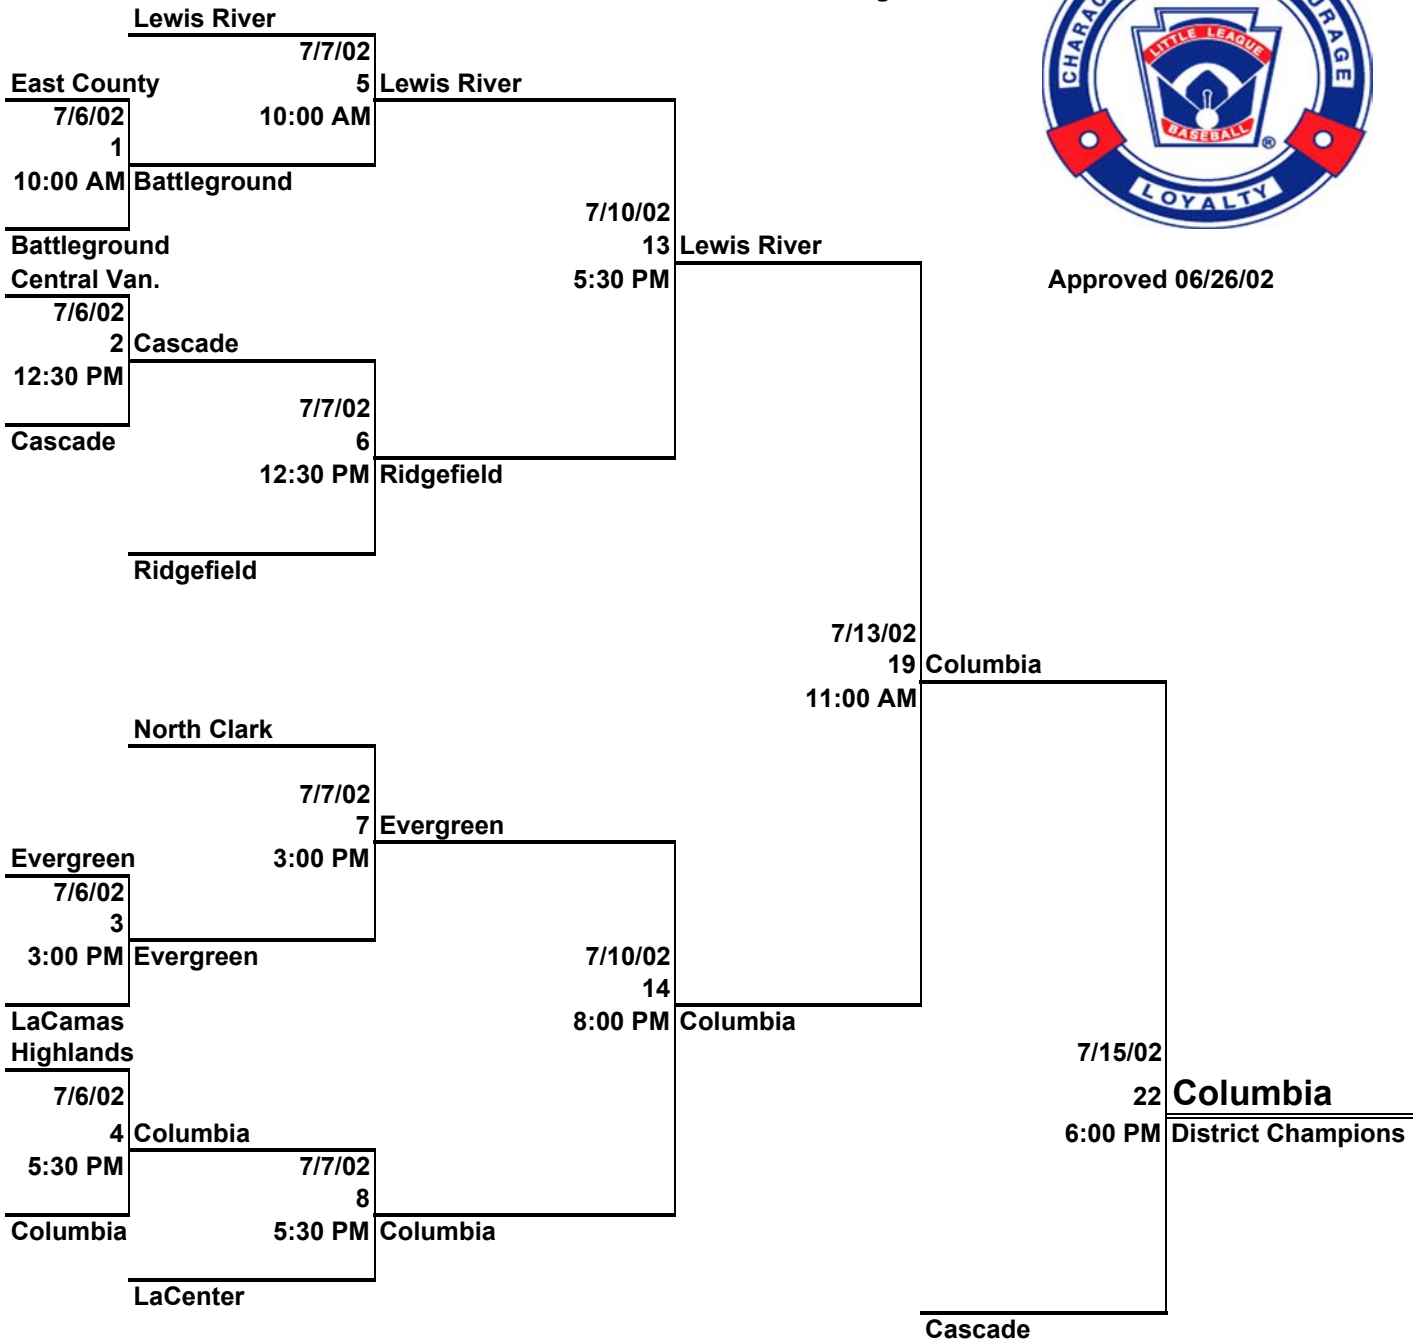 Lewis River
7/7/02
East County
5 Lewis River
7/6/02
10:00 AM
1
10:00 AM Battleground
7/10/02
Battleground
13 Lewis River
Central Van.
5:30 PM
7/6/02
2 Cascade
12:30 PM
7/7/02
Cascade
6
12:30 PM Ridgefield
Ridgefield
LITTLE LEAGUE
BASEBALL
®
LOYALTY
Approved 06/26/02
7/13/02
19 Columbia
11:00 AM
North Clark
7/7/02
7 Evergreen
Evergreen
3:00 PM
7/6/02
3
3:00 PM Evergreen
7/10/02
14
LaCamas
8:00 PM Columbia
Highlands
7/15/02
7/6/02
22 Columbia
4 Columbia
6:00 PM District Champions
5:30 PM
7/7/02
8
Columbia
5:30 PM Columbia
LaCenter
Cascade